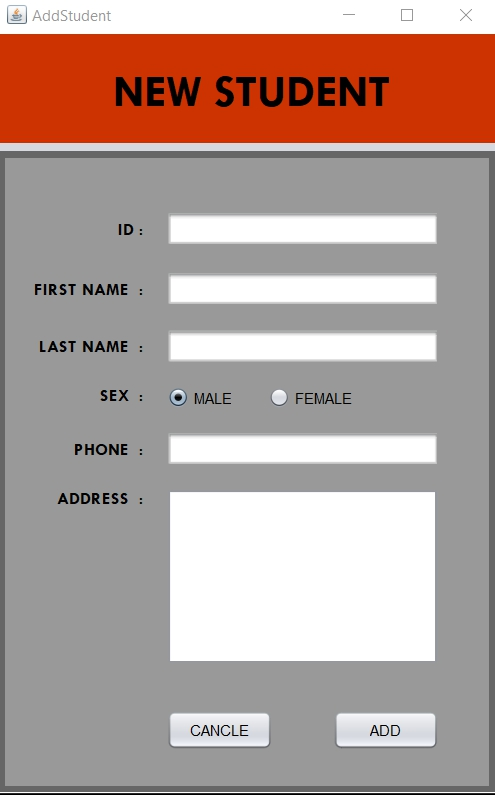 AddStudent
NEW STUDENT
ID :
FIRST NAME :
LAST NAME :
SEX : MALE FEMALE
PHONE :
ADDRESS :
CANCLE ADD